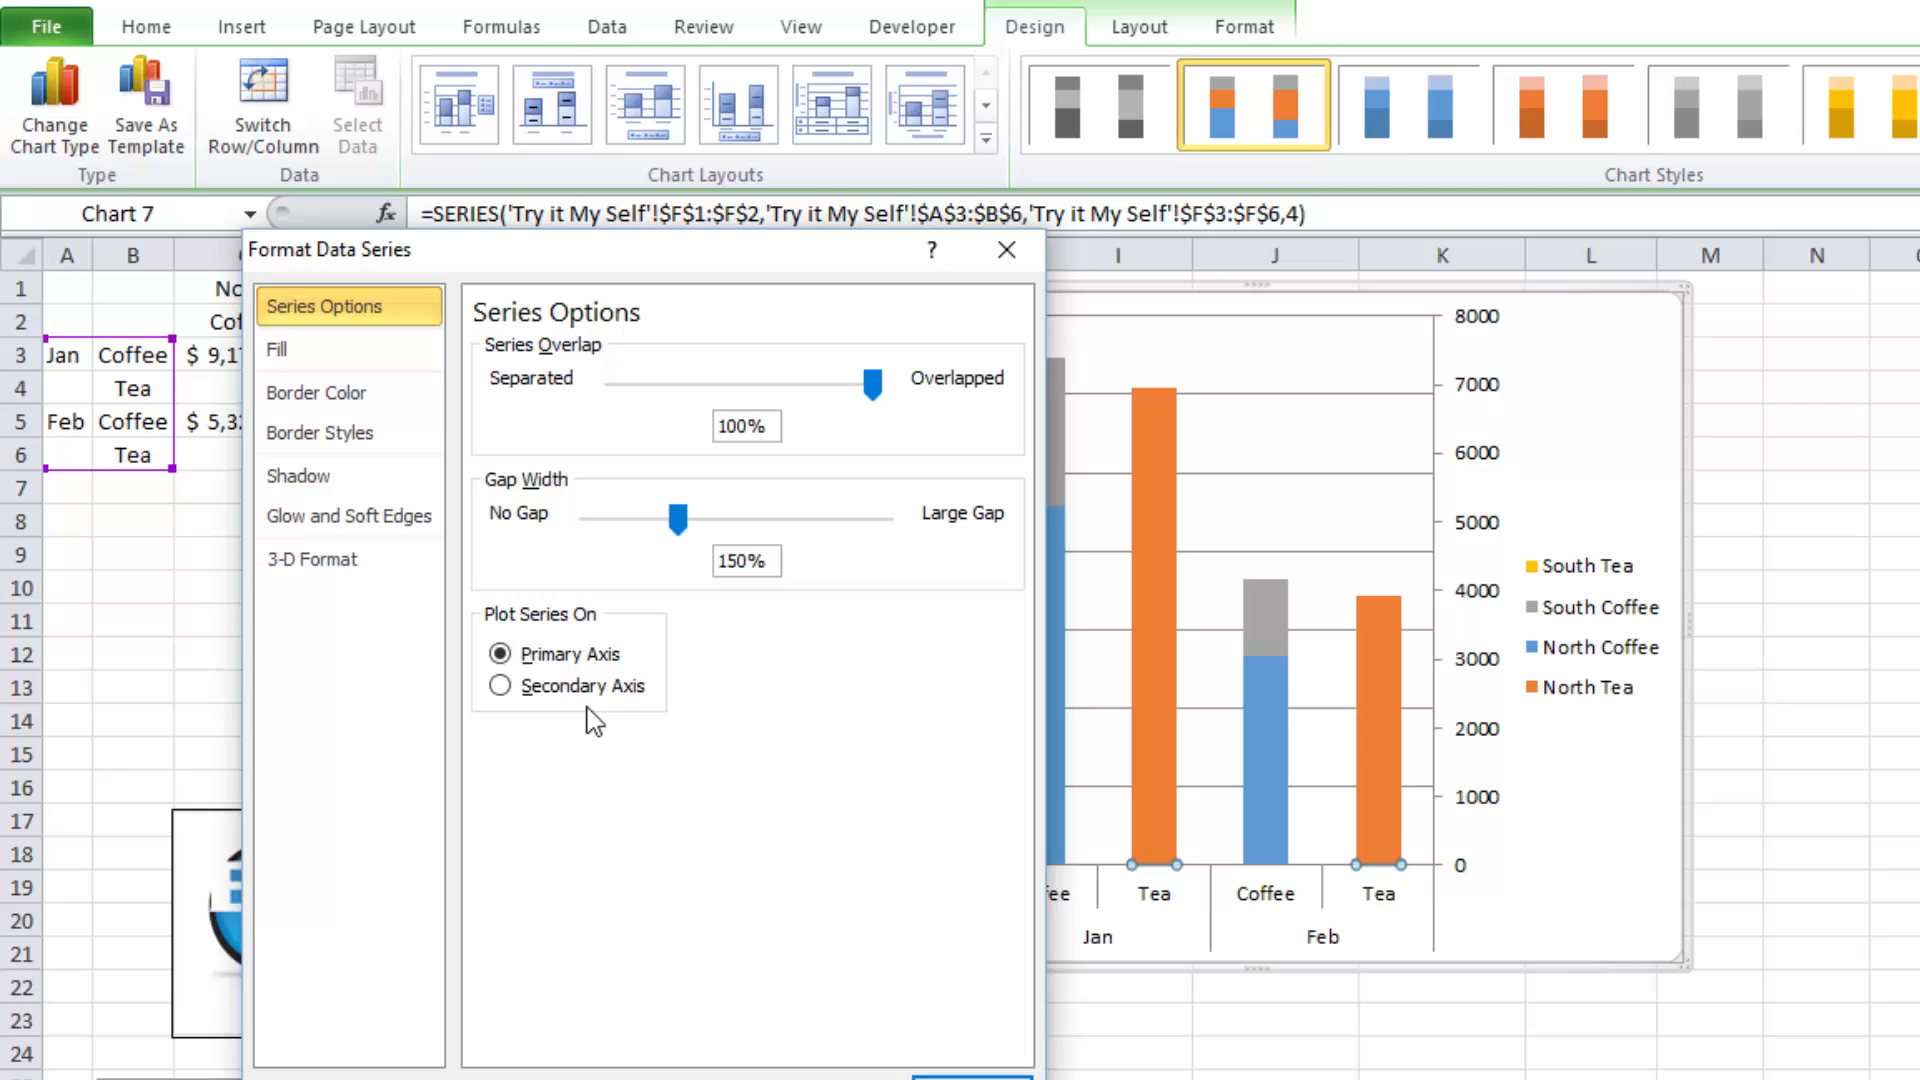 File Home Insert Page Layout Formulas Data Review View Developer Design Layout Format
Change Chart Type
Save As Template
Switch Row/Column
Select Data
Type Data Chart Layouts Chart Styles
Chart 7 fx =SERIES('Try it My Self'!$F$1:$F$2,'Try it My Self'!$A$3:$B$6,'Try it My Self'!$F$3:$F$6,4)
Format Data Series ?
A B I J K L M N
1
2
3 Jan Coffee
4 Tea
5 Feb Coffee
6 Tea
7
8
9
10
11
12
13
14
15
16
17
18
19
20
21
22
23
24
Series Options
Fill
Border Color
Border Styles
Shadow
Glow and Soft Edges
3-D Format
Series Options
Series Overlap
Separated Overlapped
100%
Gap Width
No Gap Large Gap
150%
Plot Series On
Primary Axis
Secondary Axis
8000
7000
6000
5000
4000
3000
2000
1000
0
Tea Coffee Tea
Jan Feb
South Tea
South Coffee
North Coffee
North Tea